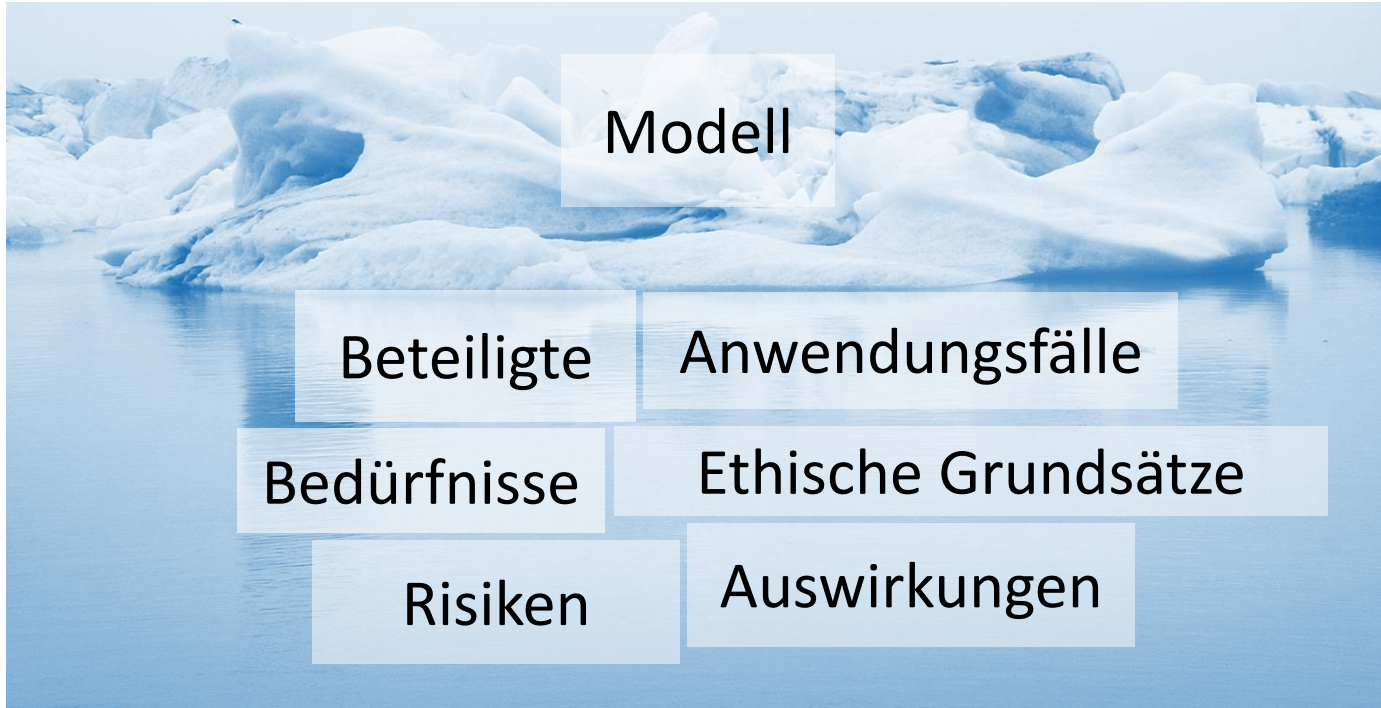 Modell
Beteiligte
Anwendungsfälle
Bedürfnisse
Ethische Grundsätze
Risiken
Auswirkungen